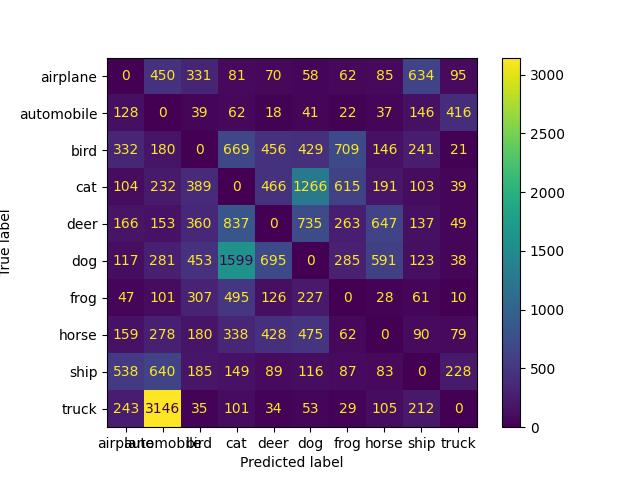 airplane 0 450 331 81 70 58 62 85 634 95
automobile 128 0 39 62 18 41 22 37 146 416
bird 332 180 0 669 456 429 709 146 241 21
cat 104 232 389 0 466 1266 615 191 103 39
deer 166 153 360 837 0 735 263 647 137 49
dog 117 281 453 1599 695 0 285 591 123 38
frog 47 101 307 495 126 227 0 28 61 10
horse 159 278 180 338 428 475 62 0 90 79
ship 538 640 185 149 89 116 87 83 0 228
truck 243 3146 35 101 34 53 29 105 212 0
airplane automobile bird cat deer dog frog horse ship truck
Predicted label
True label
3000
2500
2000
1500
1000
500
0